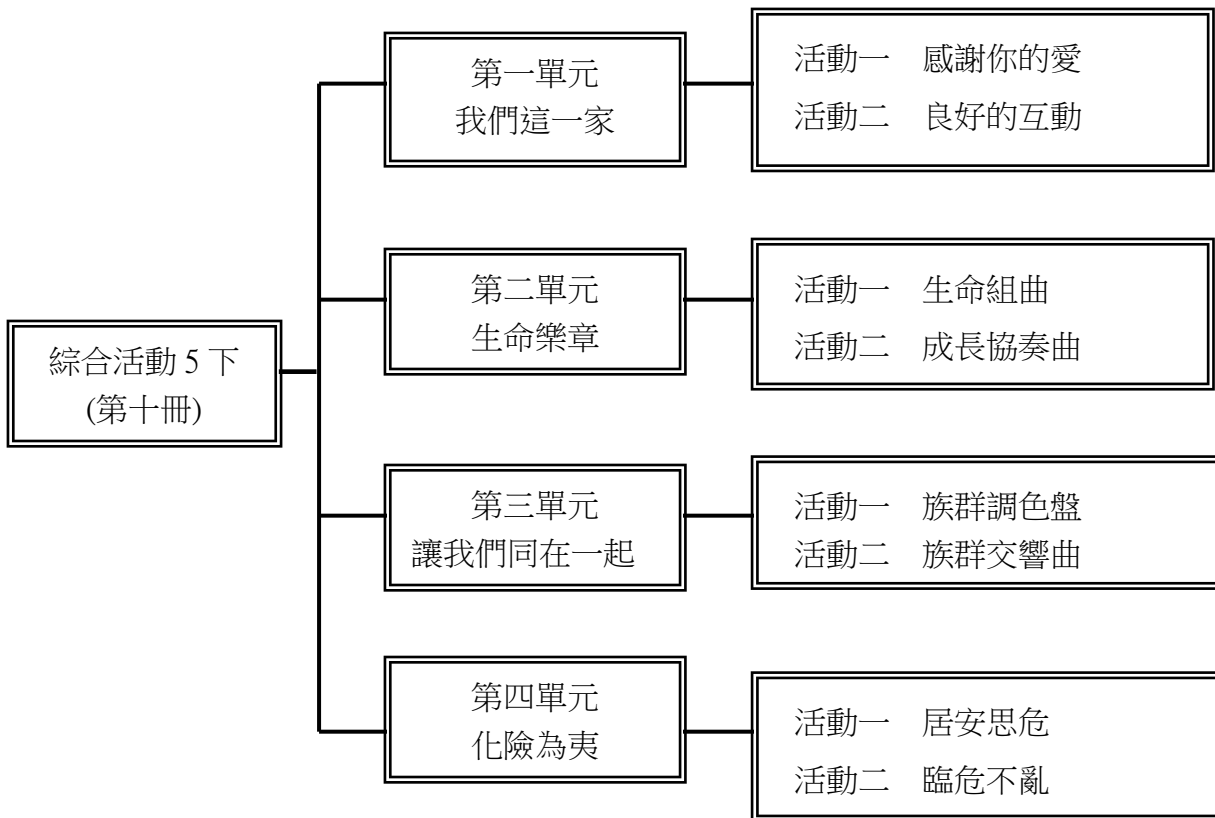 綜合活動 5 下
(第十冊)
第一單元
我們這一家
活動一 感謝你的愛
活動二 良好的互動
第二單元
生命樂章
活動一 生命組曲
活動二 成長協奏曲
第三單元
讓我們同在一起
活動一 族群調色盤
活動二 族群交響曲
第四單元
化險為夷
活動一 居安思危
活動二 臨危不亂